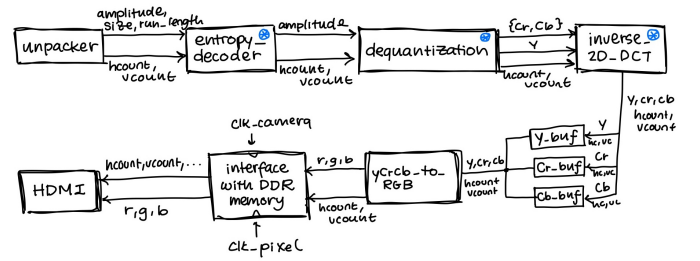 amplitude,
size, run_length
unpacker
hcount,
vcount
entropy_
decoder
amplitude
hcount,
vcount
dequantization
{Cr, Cb}
Y
hcount,
vcount
inverse_
2D_DCT
Y, cr, cb
hcount,
vcount
Y
hc, vc
Y_buf
Cr
hc, vc
Cr_buf
Cb
hc, vc
Cb_buf
y, cr, cb
hcount
vcount
yCrCb_to_
RGB
r, g, b
hcount,
vcount
clk_camera
interface
with DDR
memory
clk_pixel
hcount, vcount, ...
r, g, b
HDMI